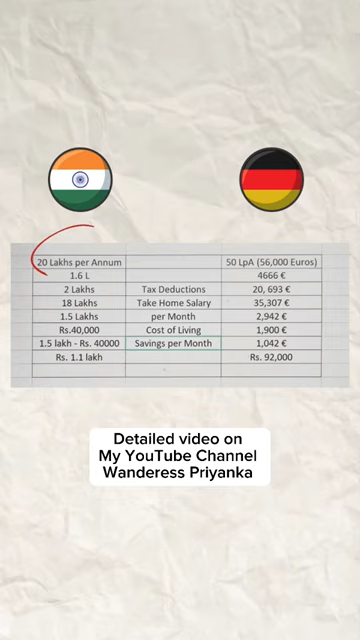 20 Lakhs per Annum 50 LpA (56,000 Euros)
1.6 L 4666 €
2 Lakhs Tax Deductions 20, 693 €
18 Lakhs Take Home Salary 35,307 €
1.5 Lakhs per Month 2,942 €
Rs.40,000 Cost of Living 1,900 €
1.5 lakh - Rs. 40000 Savings per Month 1,042 €
Rs. 1.1 lakh Rs. 92,000
Detailed video on
My YouTube Channel
Wanderess Priyanka